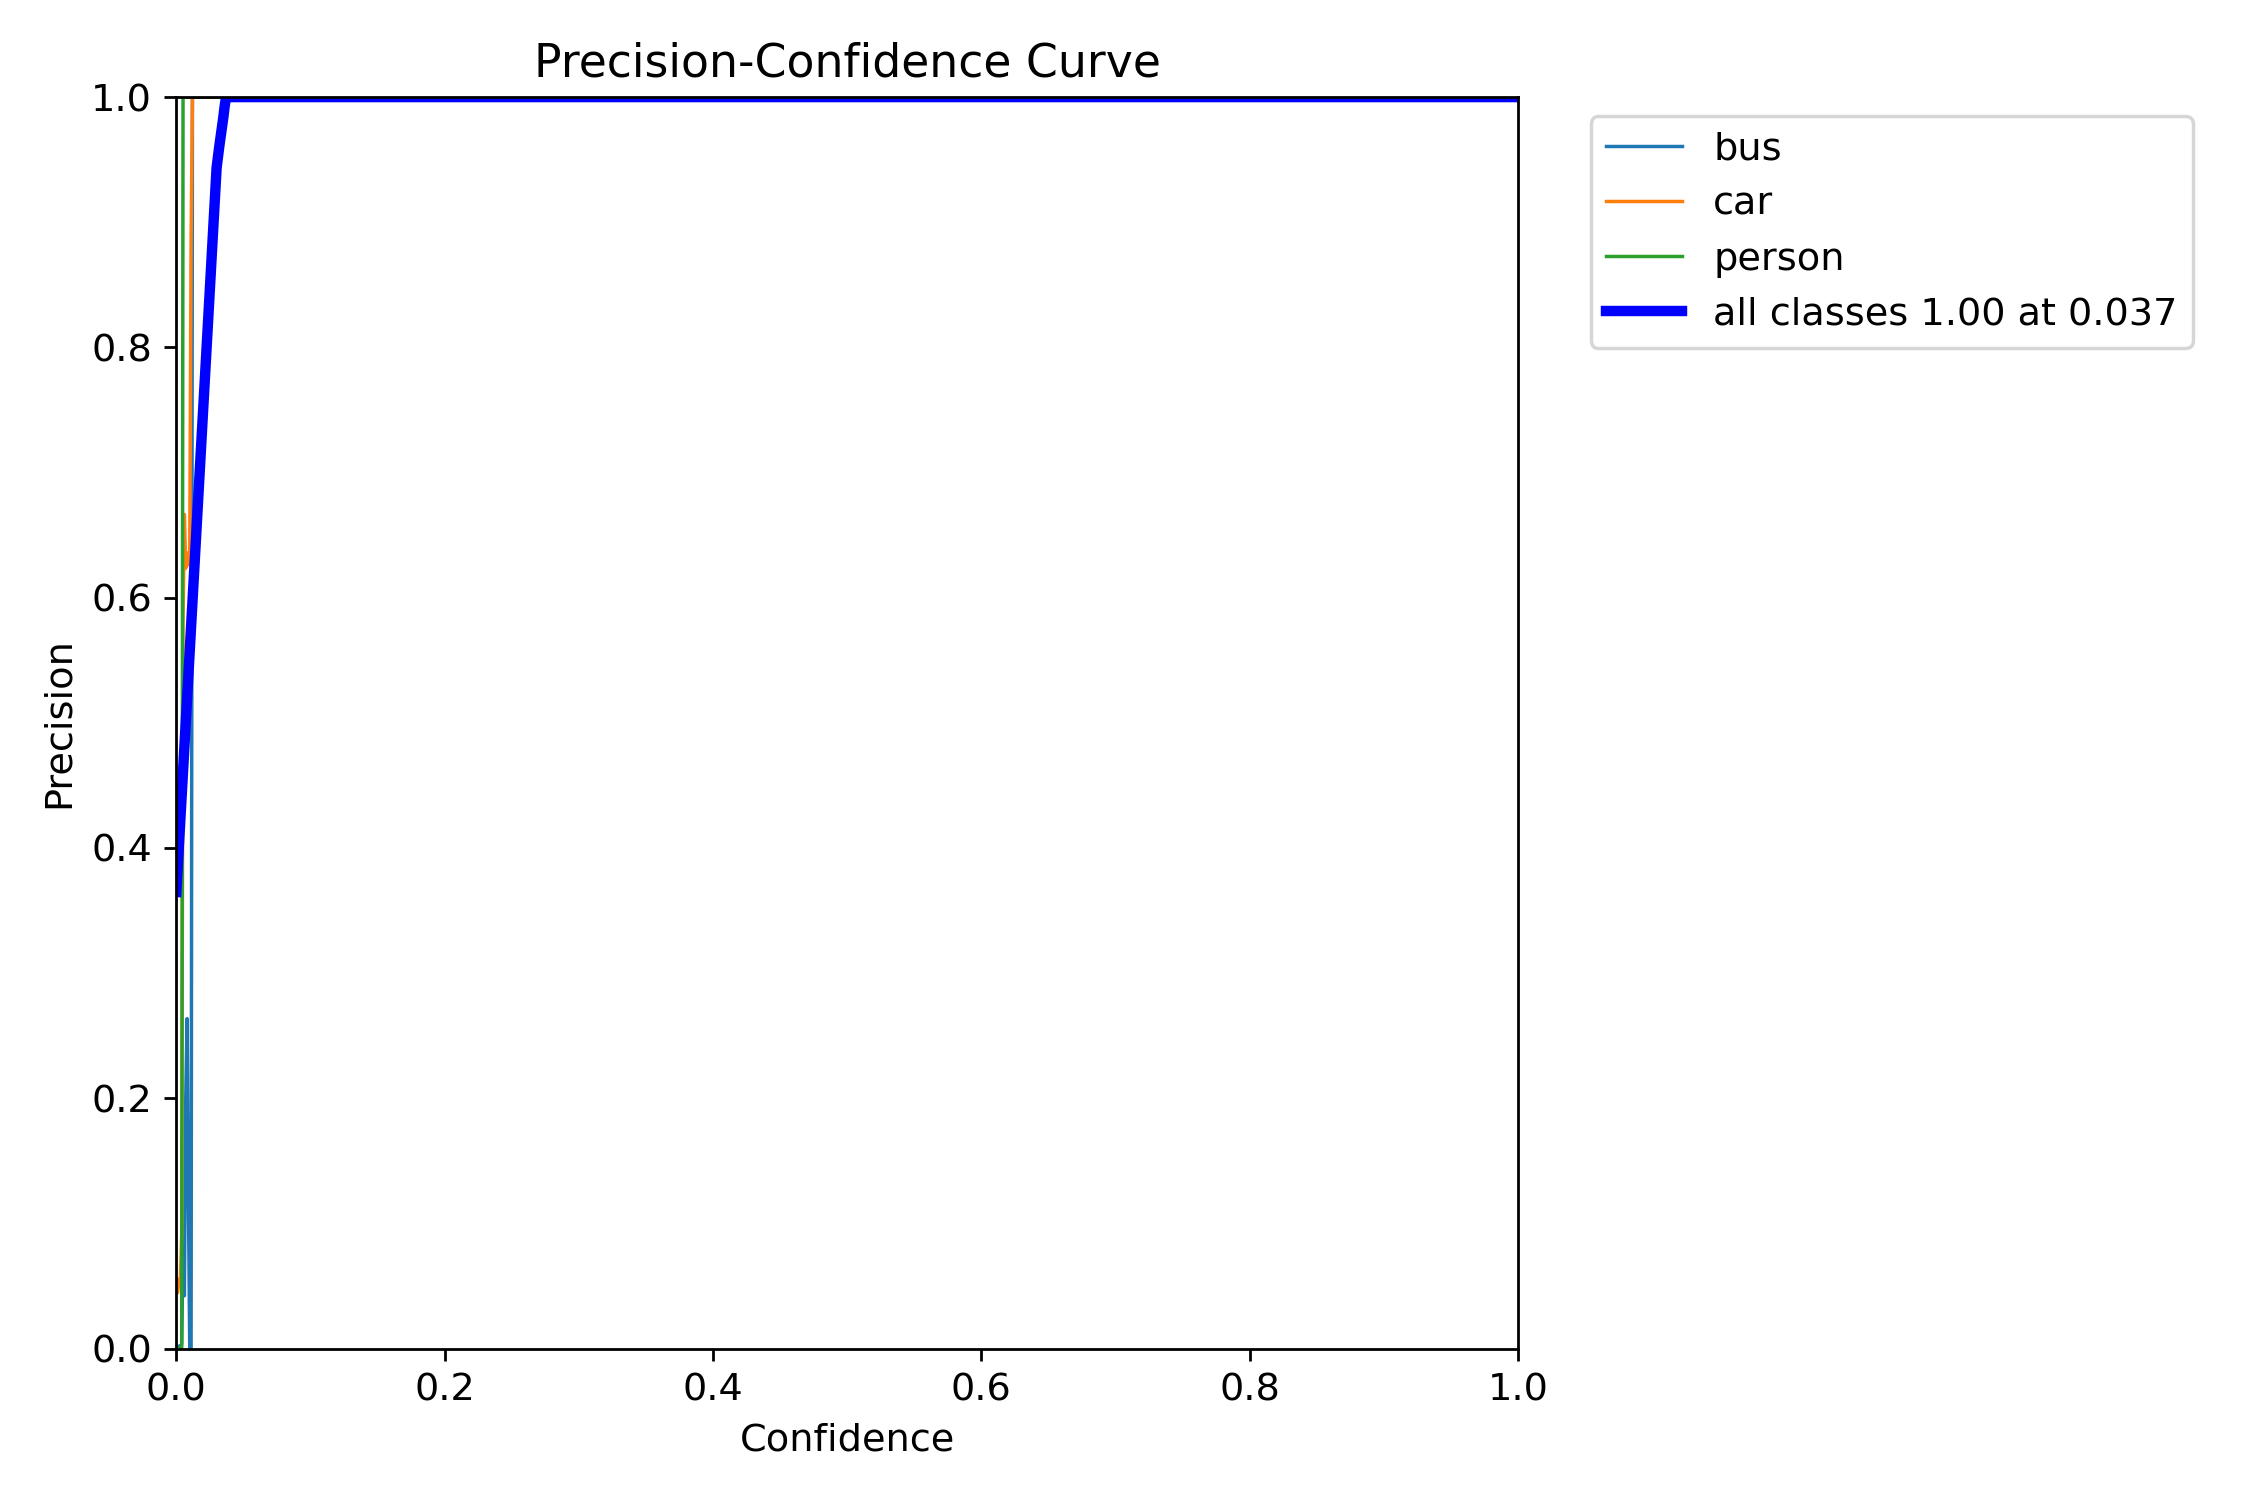 Precision-Confidence Curve
1.0
0.8
0.6
0.4
0.2
0.0
Precision
0.0 0.2 0.4 0.6 0.8 1.0
Confidence
bus
car
person
all classes 1.00 at 0.037